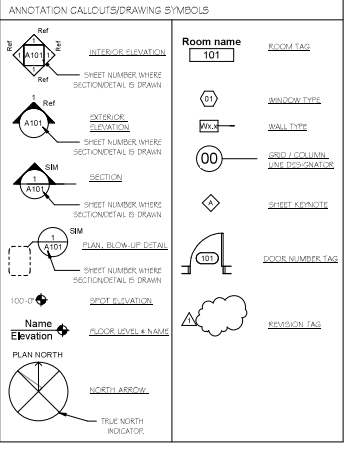 ANNOTATION CALLOUTS/DRAWING SYMBOLS
Ref
Ref
1
1 A101 1
1
Ref
Ref
INTERIOR ELEVATION
SHEET NUMBER WHERE
SECTION/DETAIL IS DRAWN
1
Ref
A101
EXTERIOR
ELEVATION
SHEET NUMBER WHERE
SECTION/DETAIL IS DRAWN
SIM
1
A101
SECTION
SHEET NUMBER WHERE
SECTION/DETAIL IS DRAWN
SIM
1
A101
PLAN, BLOW-UP DETAIL
SHEET NUMBER WHERE
SECTION/DETAIL IS DRAWN
100-0"
SPOT ELEVATION
Name
Elevation
FLOOR LEVEL & NAME
PLAN NORTH
NORTH ARROW
TRUE NORTH
INDICATOR.
Room name
101
ROOM TAG
01
WINDOW TYPE
Wx.x
WALL TYPE
00
GRID / COLUMN
LINE DESIGNATOR
A
SHEET KEYNOTE
101
DOOR NUMBER TAG
1
REVISION TAG